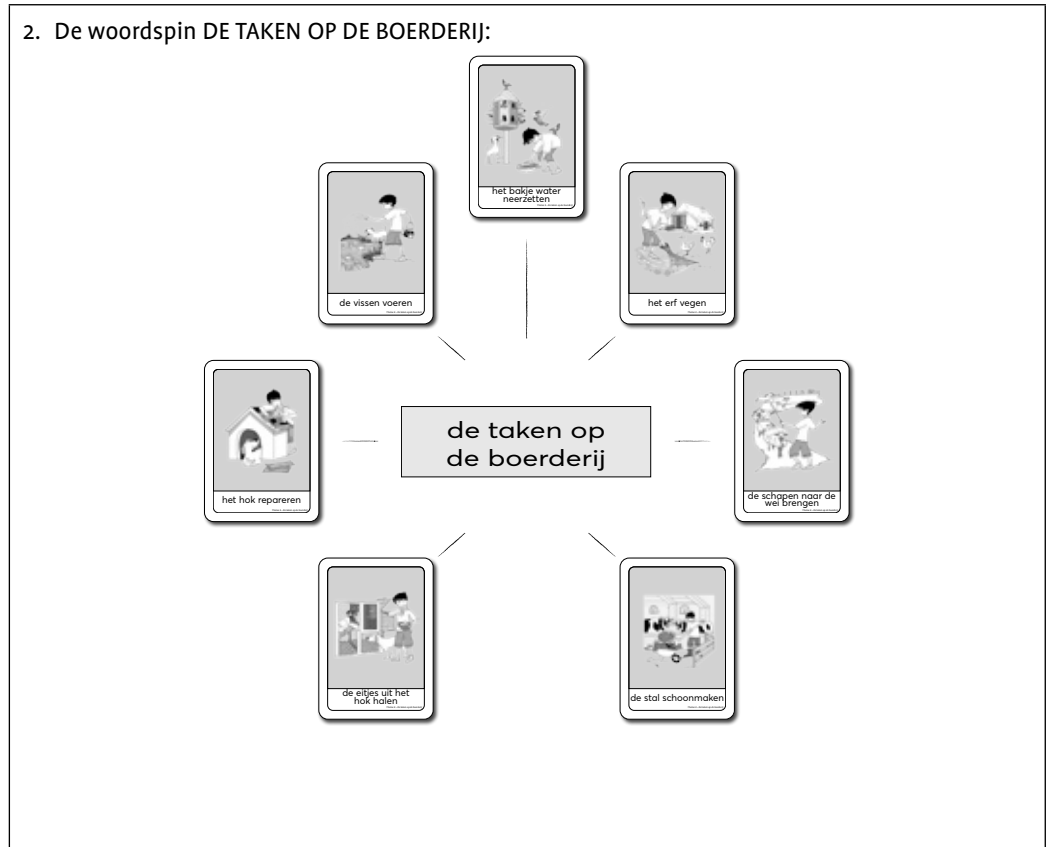 2. De woordspin DE TAKEN OP DE BOERDERIJ:
het bakje water
neerzetten
de vissen voeren
het erf vegen
het hok repareren
de taken op
de boerderij
de schapen naar de
wei brengen
de eitjes uit het
hok halen
de stal schoonmaken